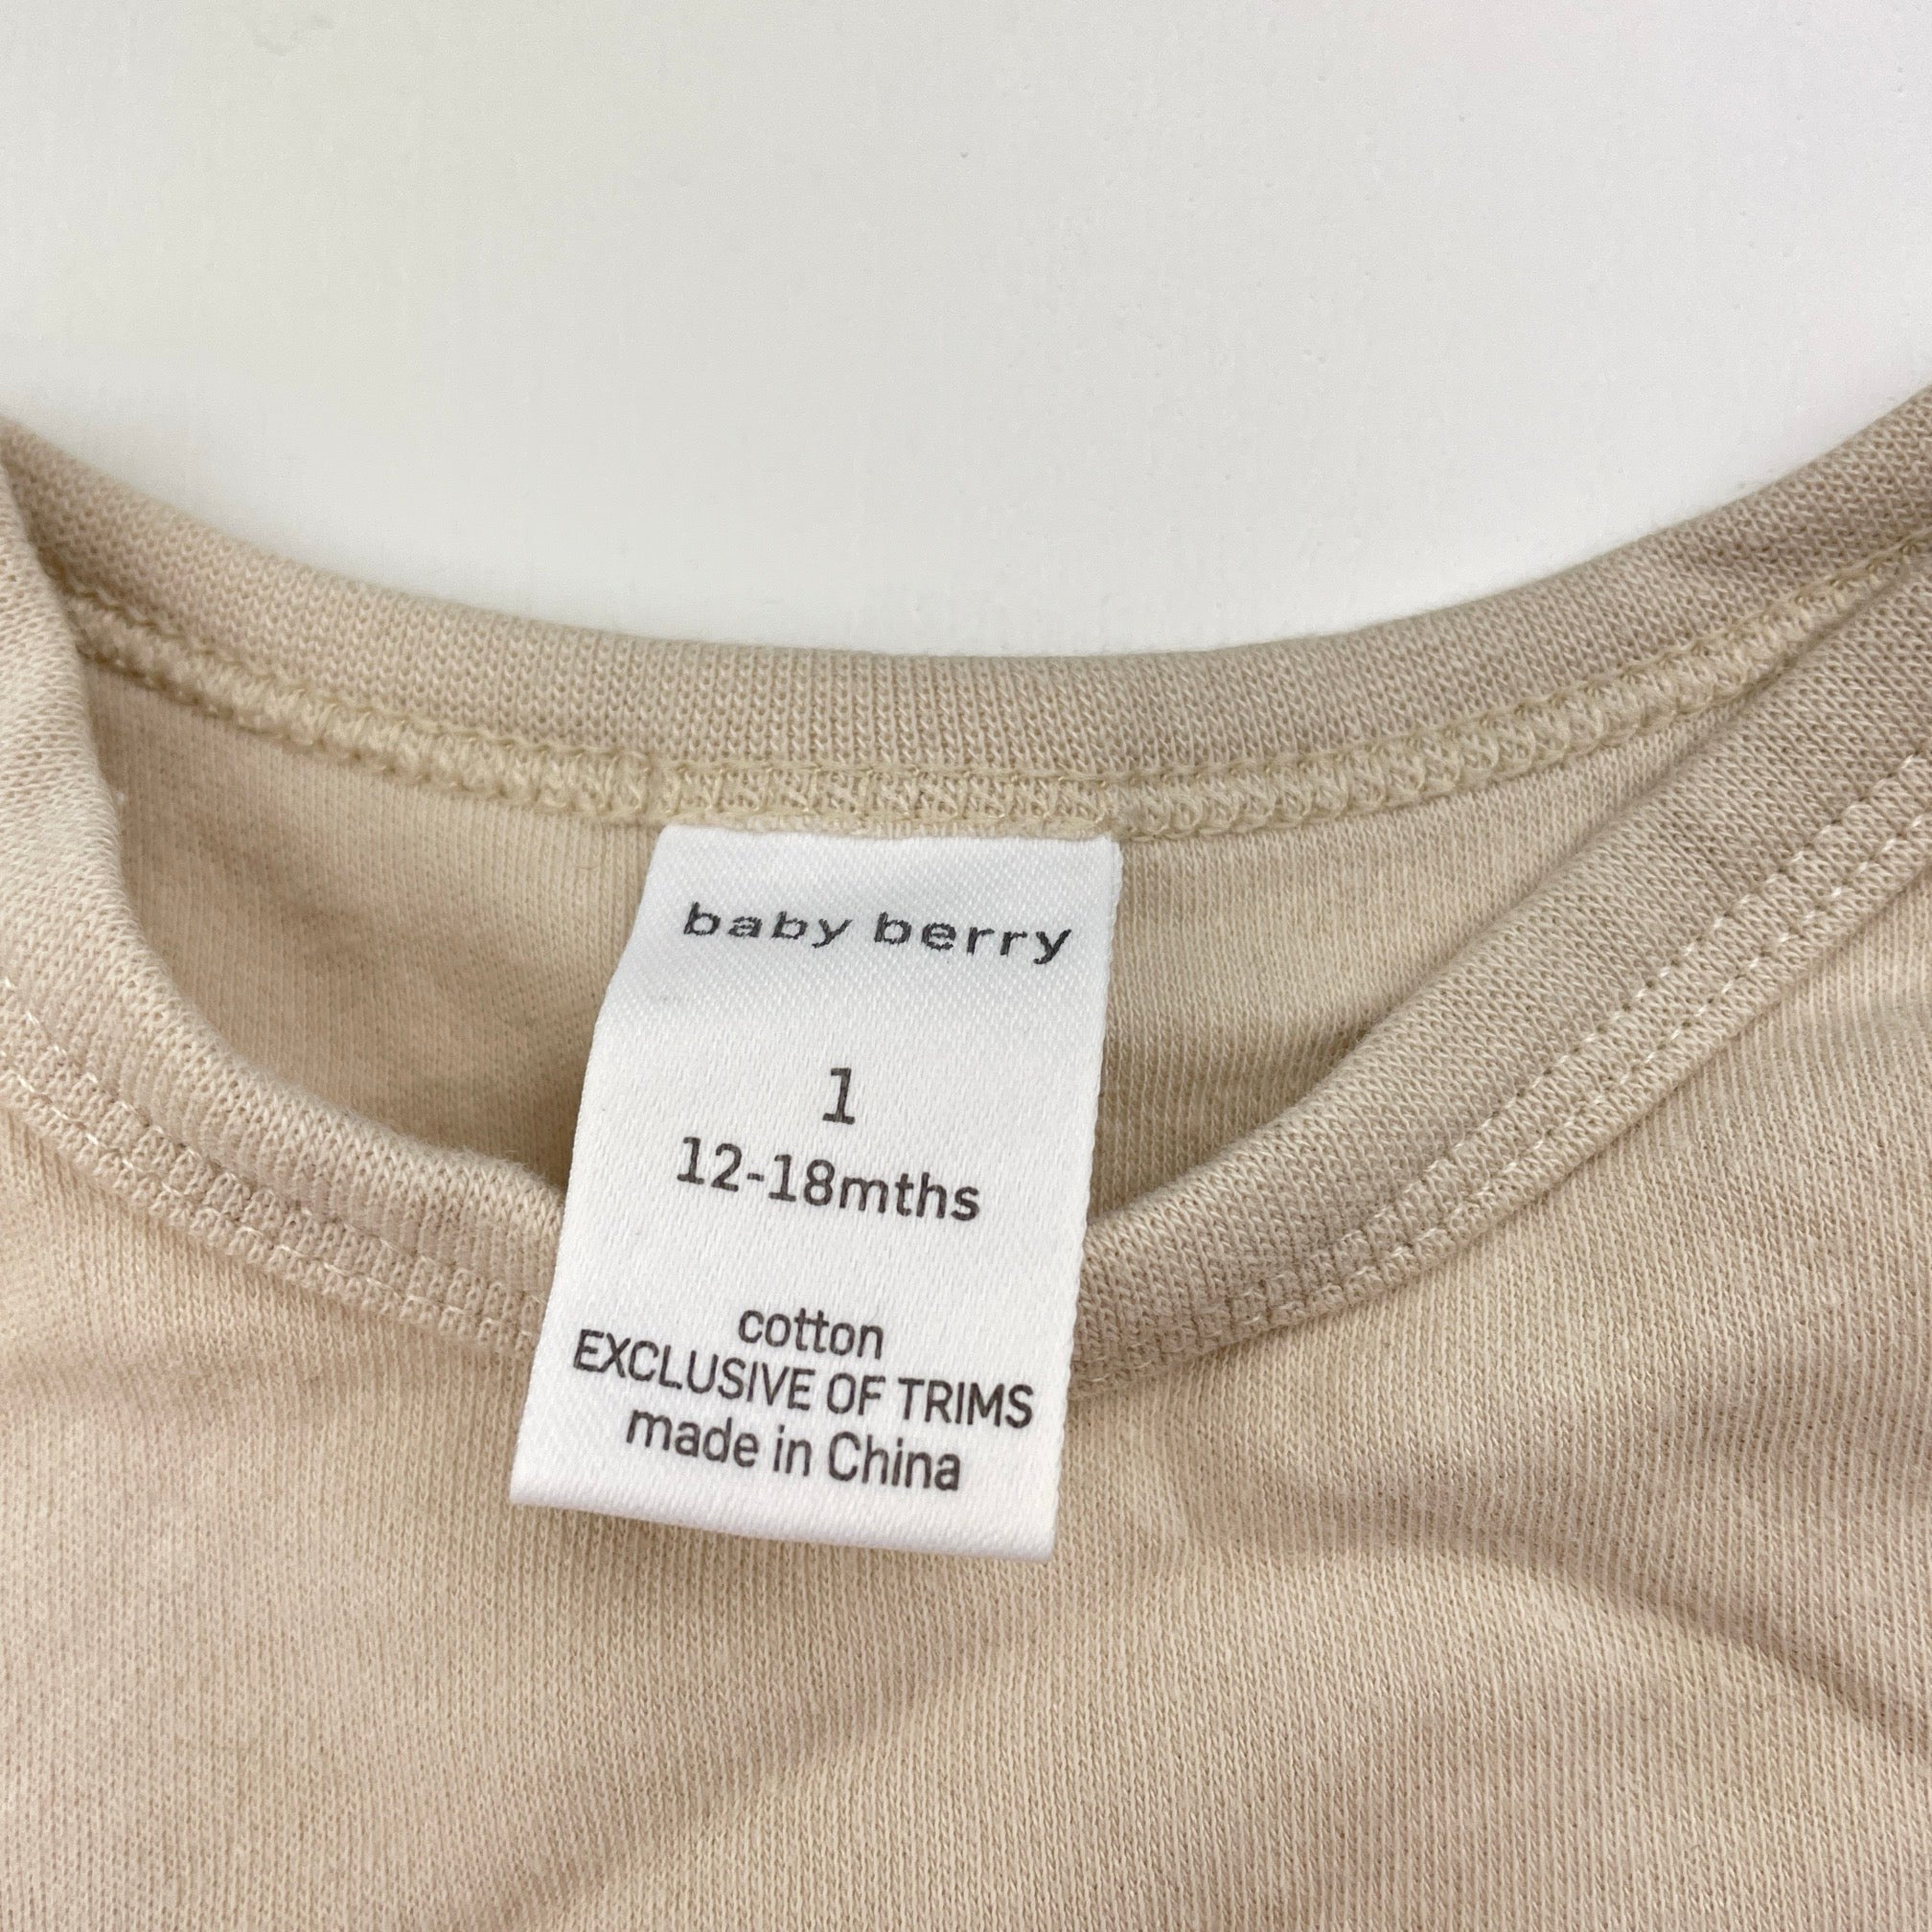 baby berry
1
12-18mths
cotton
EXCLUSIVE OF TRIMS
made in China